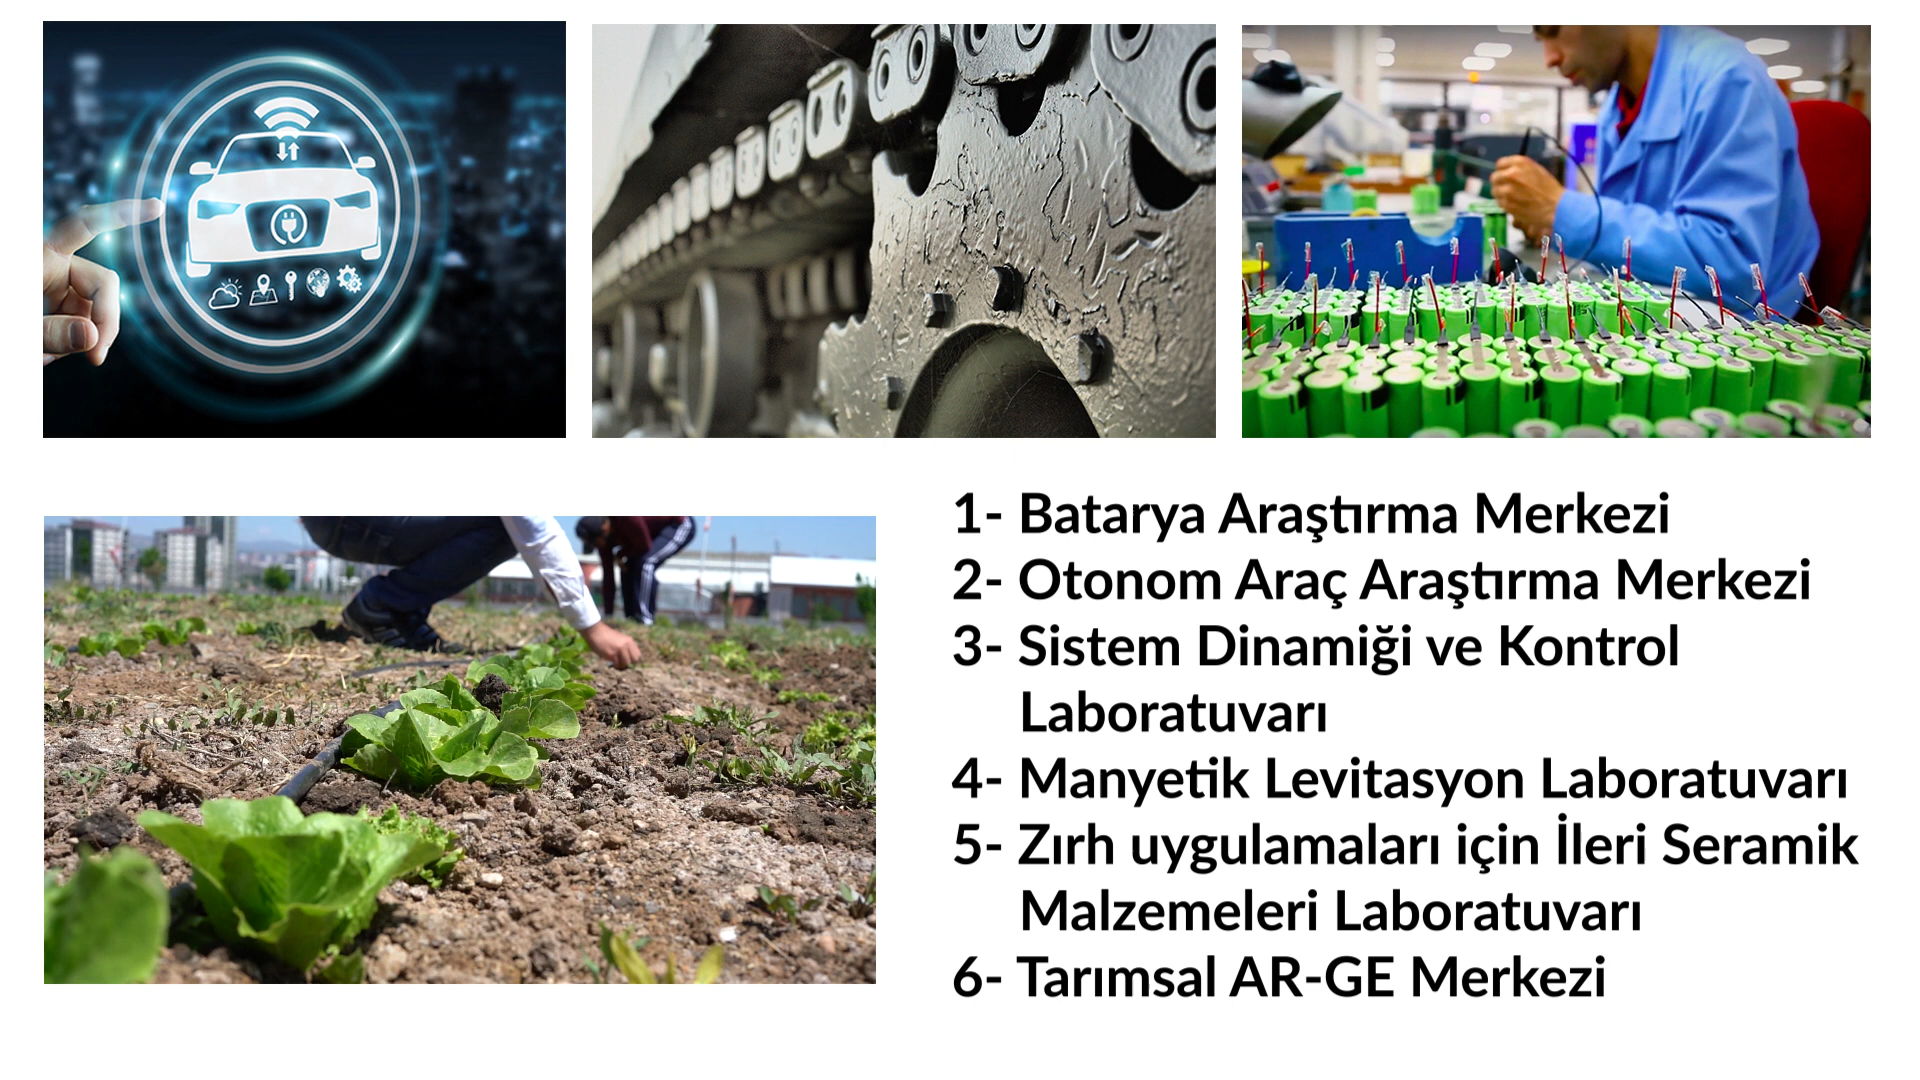 1- Batarya Araştırma Merkezi
2- Otonom Araç Araştırma Merkezi
3- Sistem Dinamiği ve Kontrol
Laboratuvarı
4- Manyetik Levitasyon Laboratuvarı
5- Zırh uygulamaları için İleri Seramik
Malzemeleri Laboratuvarı
6- Tarımsal AR-GE Merkezi